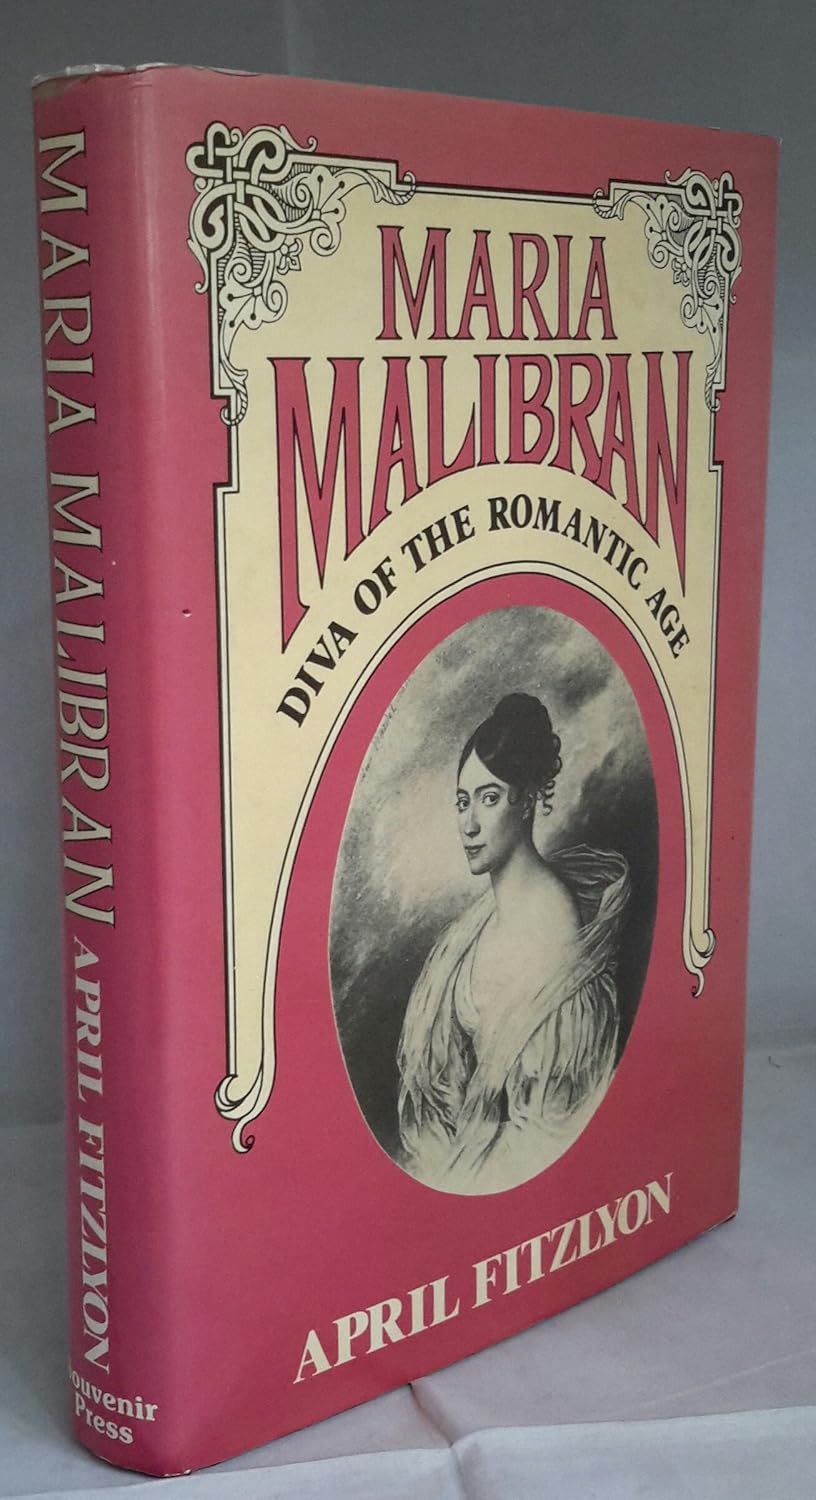 MARIA
MALIBRAN
DIVA OF THE ROMANTIC AGE
APRIL FITZLYON
MARIA MALIBRAN APRIL FITZLYON
Souvenir
Press